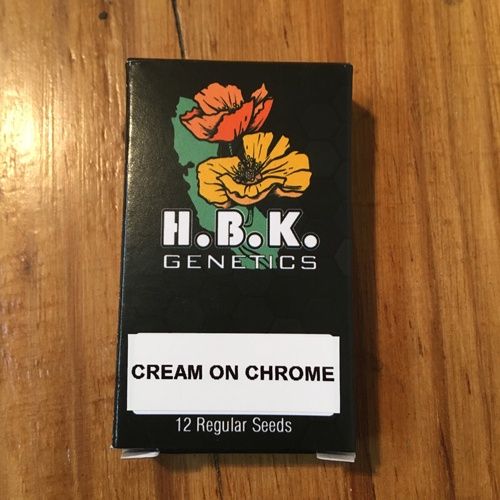 H.B.K.
GENETICS
CREAM ON CHROME
12 Regular Seeds